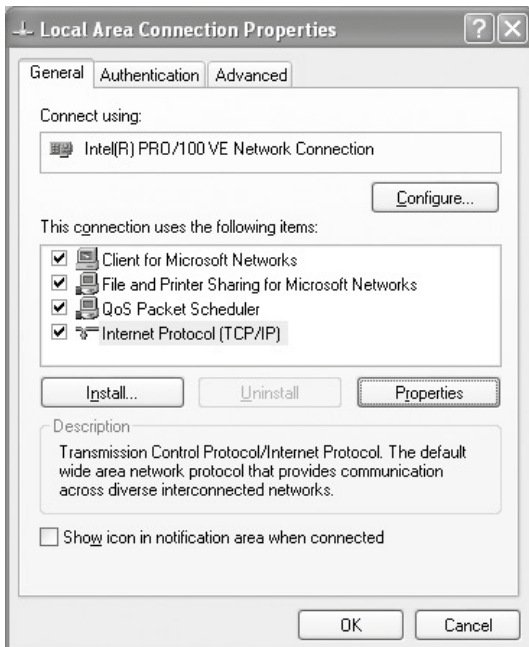 Local Area Connection Properties
General Authentication Advanced
Connect using:
Intel(R) PRO/100 VE Network Connection
Configure...
This connection uses the following items:
Client for Microsoft Networks
File and Printer Sharing for Microsoft Networks
QoS Packet Scheduler
Internet Protocol (TCP/IP)
Install... Uninstall Properties
Description
Transmission Control Protocol/Internet Protocol. The default
wide area network protocol that provides communication
across diverse interconnected networks.
Show icon in notification area when connected
OK Cancel